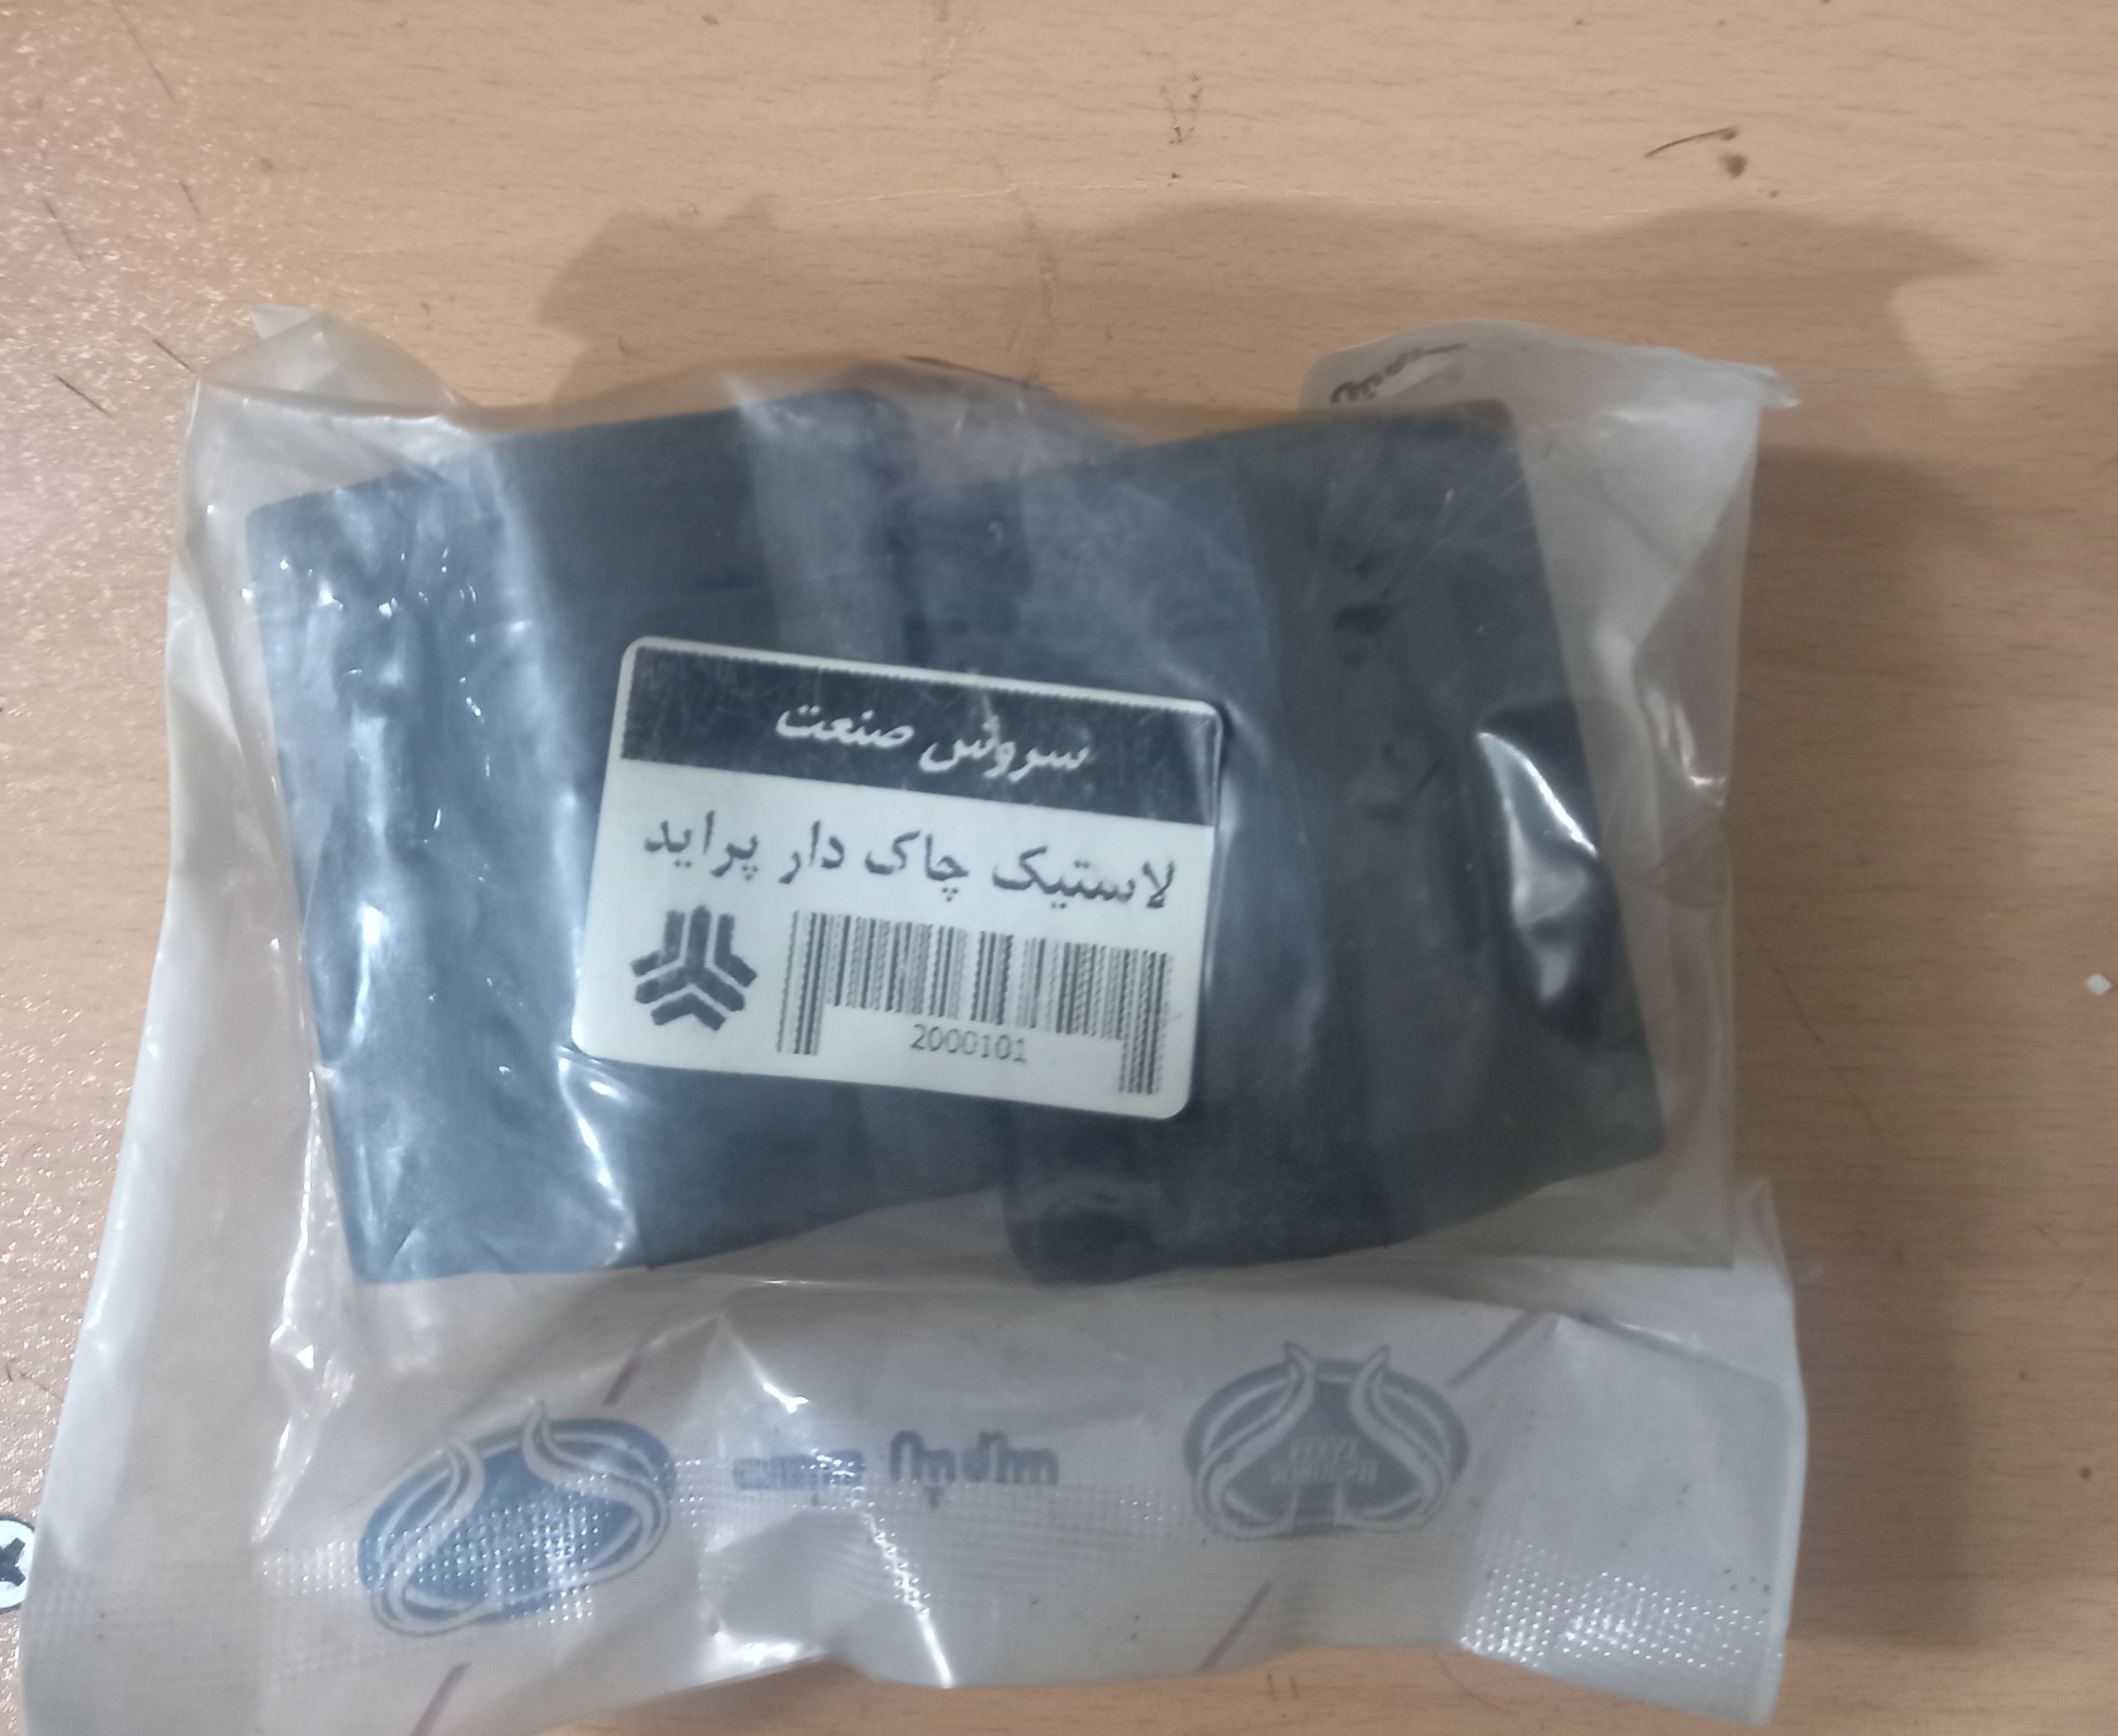 سروش صنعت
لاستیک چاک دار پراید
2000101